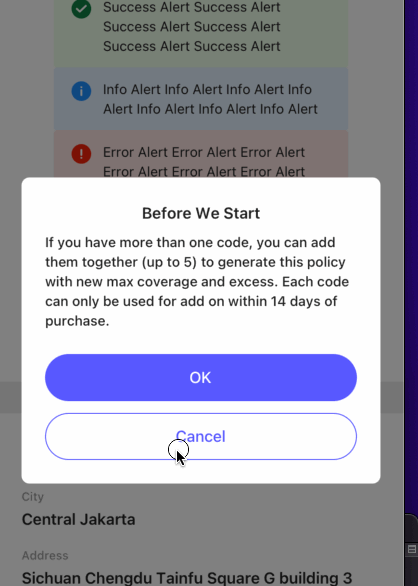 Success Alert Success Alert
Success Alert Success Alert
Success Alert Success Alert
Info Alert Info Alert Info Alert Info
Alert Info Alert Info Alert Info Alert
Error Alert Error Alert Error Alert
Error Alert Error Alert Error Alert
Before We Start
If you have more than one code, you can add
them together (up to 5) to generate this policy
with new max coverage and excess. Each code
can only be used for add on within 14 days of
purchase.
OK
Cancel
City
Central Jakarta
Address
Sichuan Chengdu Tainfu Square G building 3